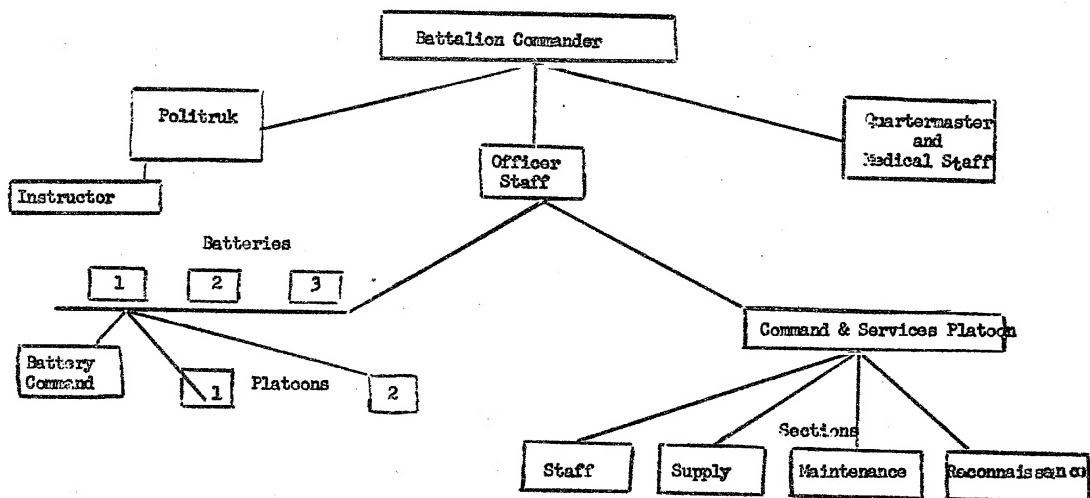 Battalion Commander
Politruk
Quartermaster
and
Medical Staff
Officer
Staff
Instructor
Batteries
1 2 3
Command & Services Platoon
Battery
Command
1 Platoons 2
Sections
Staff Supply Maintenance Reconnaissance